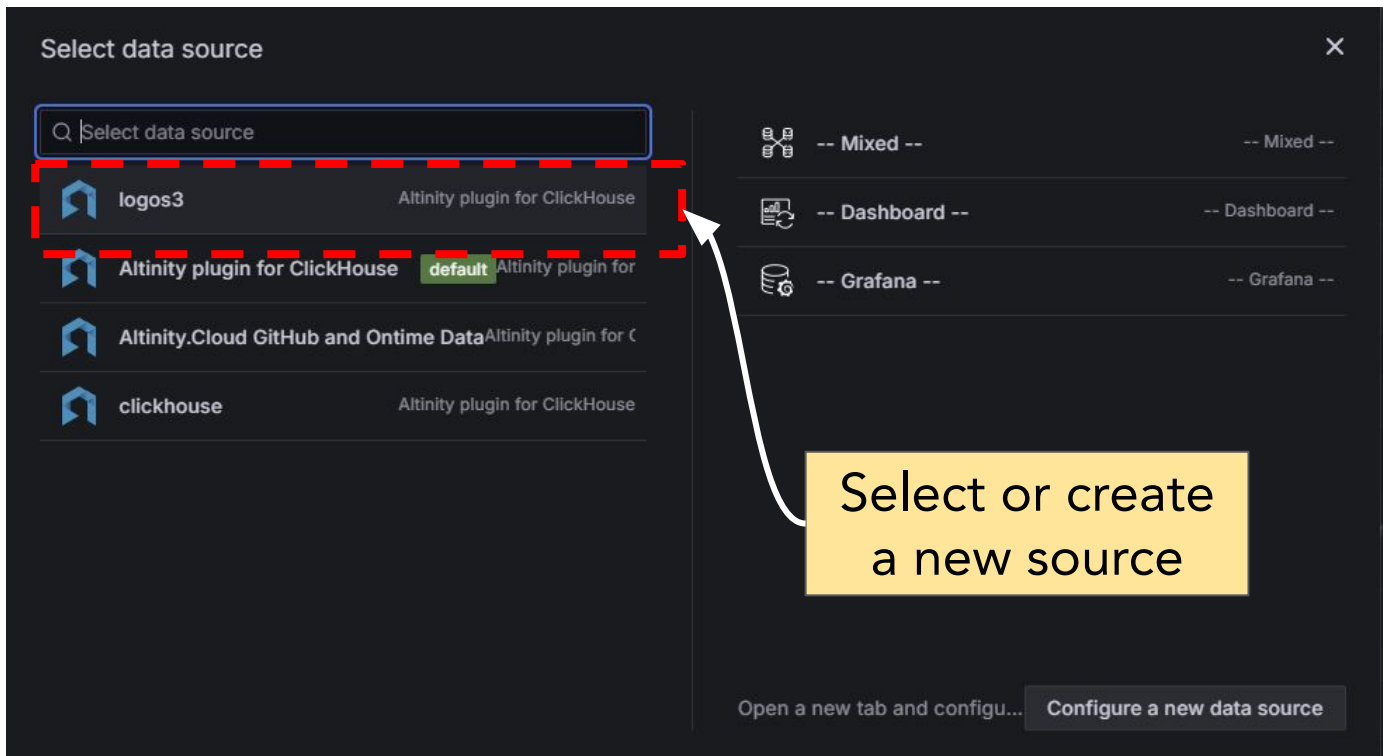 Select data source
Select data source
logos3 Altinity plugin for ClickHouse
Altinity plugin for ClickHouse default Altinity plugin for
Altinity.Cloud GitHub and Ontime Data Altinity plugin for C
clickhouse Altinity plugin for ClickHouse
-- Mixed -- -- Mixed --
-- Dashboard -- -- Dashboard --
-- Grafana -- -- Grafana --
Select or create
a new source
Open a new tab and configu... Configure a new data source